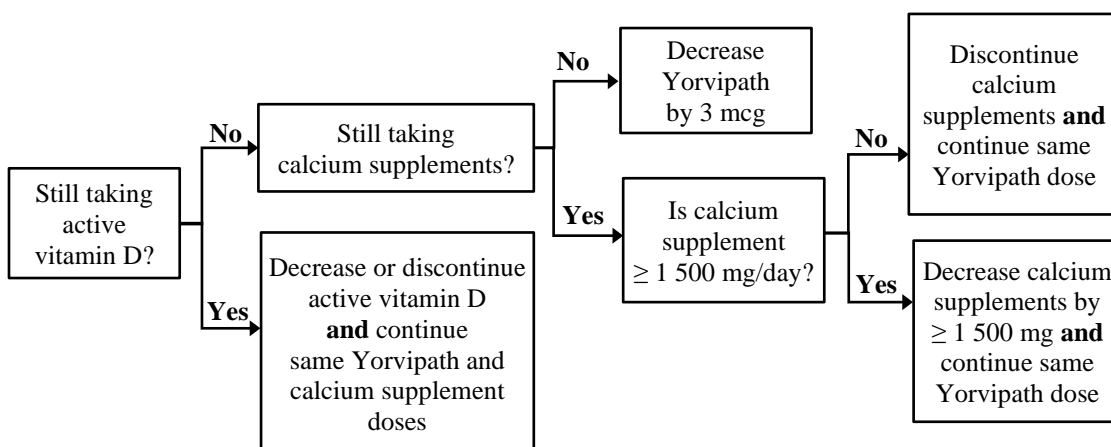 Still taking
active
vitamin D?
No
Still taking
calcium supplements?
Yes
Decrease or discontinue
active vitamin D
and continue
same Yorvipath and
calcium supplement
doses
No
Decrease
Yorvipath
by 3 mcg
Yes
Is calcium
supplement
≥ 1 500 mg/day?
No
Discontinue
calcium
supplements and
continue same
Yorvipath dose
Yes
Decrease calcium
supplements by
≥ 1 500 mg and
continue same
Yorvipath dose